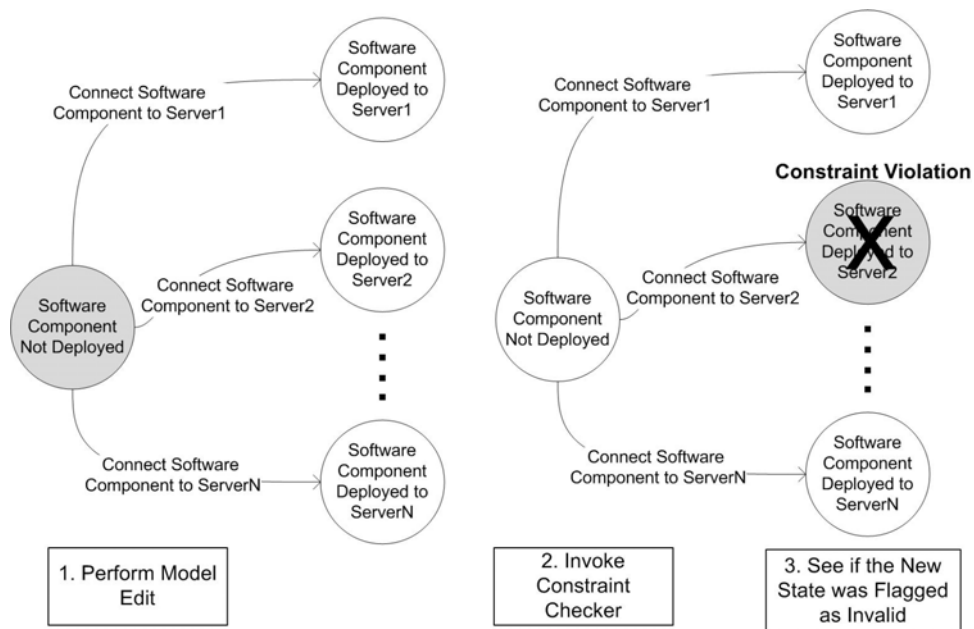 Software
Component
Deployed to
Server1
Connect Software
Component to Server1
Software
Component
Deployed to
Server2
Connect Software
Component to Server2
Software
Component
Not Deployed
Connect Software
Component to ServerN
Software
Component
Deployed to
ServerN
1. Perform Model
Edit
Software
Component
Deployed to
Server1
Connect Software
Component to Server1
Constraint Violation
Software
Component
Deployed to
Server2
X
Connect Software
Component to Server2
Software
Component
Not Deployed
Connect Software
Component to ServerN
Software
Component
Deployed to
ServerN
2. Invoke
Constraint
Checker
3. See if the New
State was Flagged
as Invalid